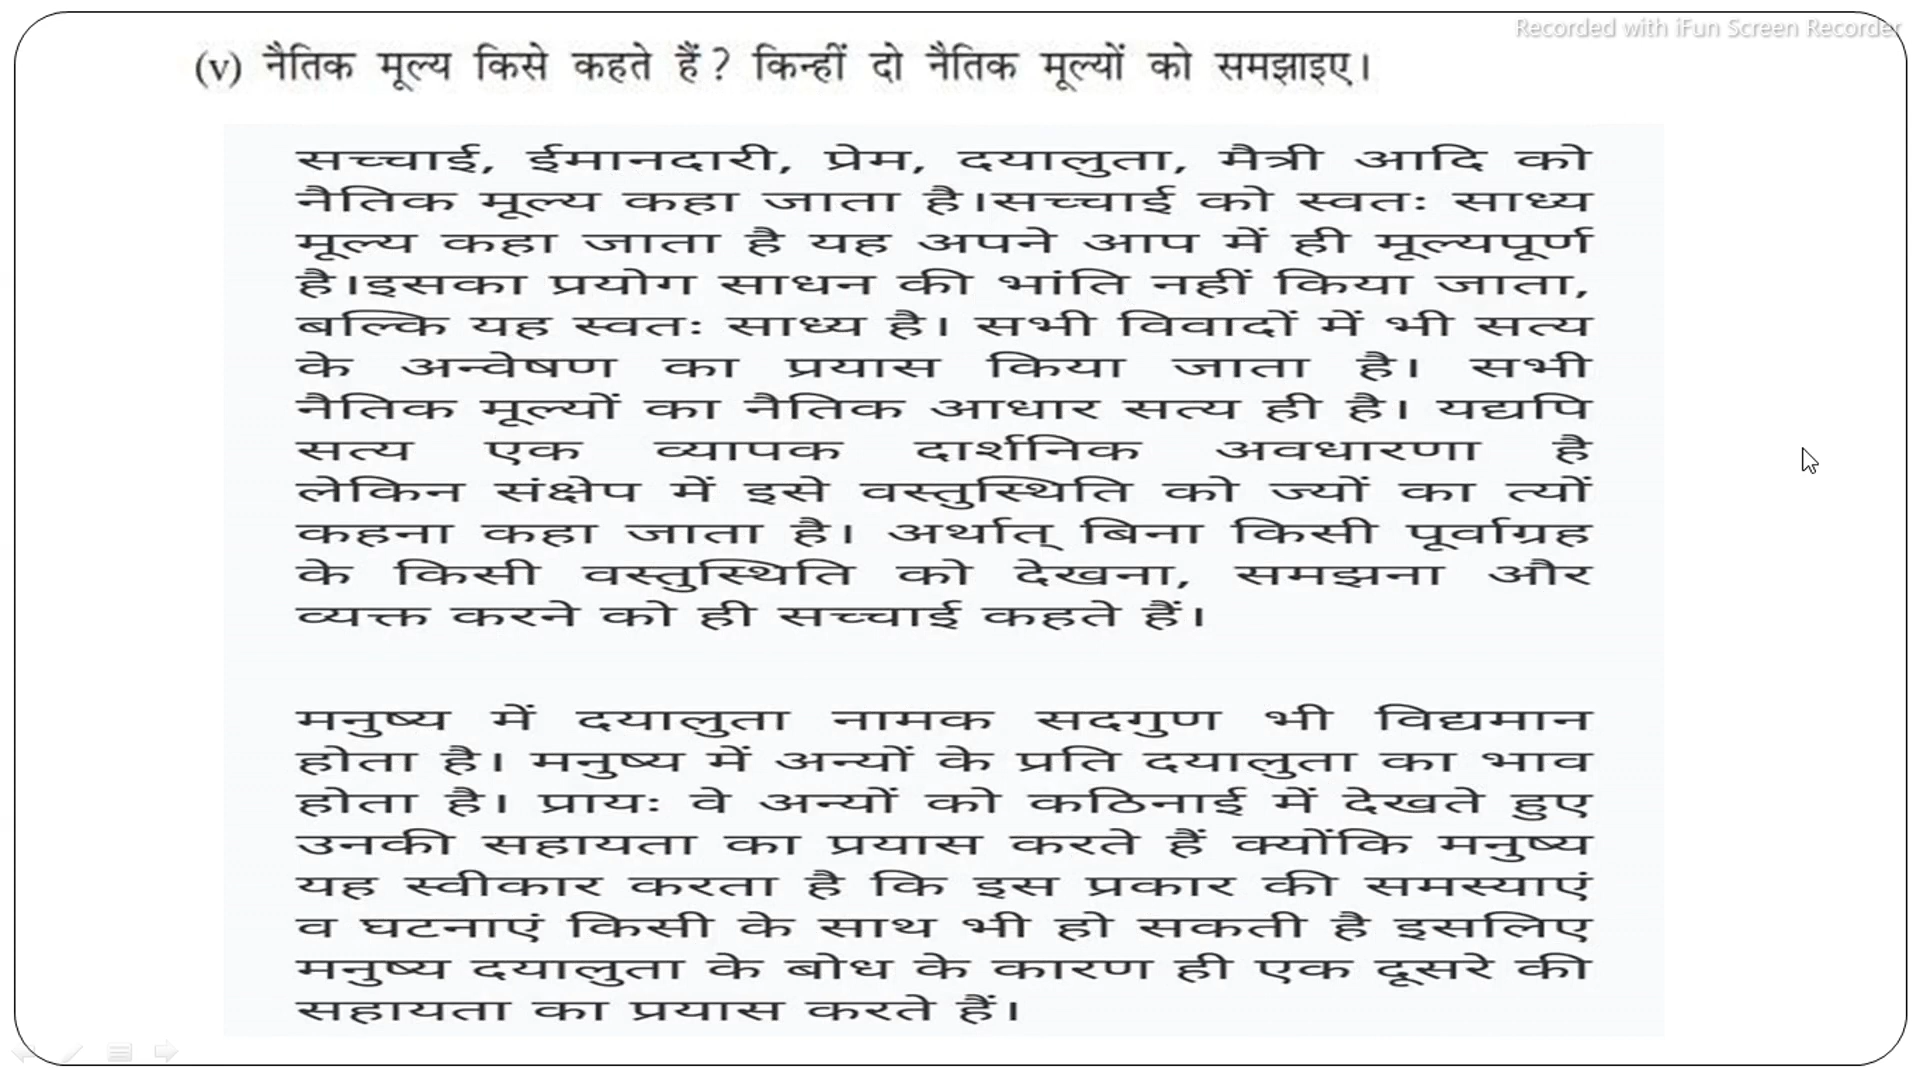 Recorded with iFun Screen Recorder
(v) नैतिक मूल्य किसे कहते हैं? किन्हीं दो नैतिक मूल्यों को समझाइए।
सच्चाई, ईमानदारी, प्रेम, दयालुता, मैत्री आदि को
नैतिक मूल्य कहा जाता है।सच्चाई को स्वतः साध्य
मूल्य कहा जाता है यह अपने आप में ही मूल्यपूर्ण
है।इसका प्रयोग साधन की भांति नहीं किया जाता,
बल्कि यह स्वतः साध्य है। सभी विवादों में भी सत्य
के अन्वेषण का प्रयास किया जाता है। सभी
नैतिक मूल्यों का नैतिक आधार सत्य ही है। यद्यपि
सत्य एक व्यापक दार्शनिक अवधारणा है
लेकिन संक्षेप में इसे वस्तुस्थिति को ज्यों का त्यों
कहना कहा जाता है। अर्थात् बिना किसी पूर्वाग्रह
के किसी वस्तुस्थिति को देखना, समझना और
व्यक्त करने को ही सच्चाई कहते हैं।
मनुष्य में दयालुता नामक सदगुण भी विद्यमान
होता है। मनुष्य में अन्यों के प्रति दयालुता का भाव
होता है। प्रायः वे अन्यों को कठिनाई में देखते हुए
उनकी सहायता का प्रयास करते हैं क्योंकि मनुष्य
यह स्वीकार करता है कि इस प्रकार की समस्याएं
व घटनाएं किसी के साथ भी हो सकती है इसलिए
मनुष्य दयालुता के बोध के कारण ही एक दूसरे की
सहायता का प्रयास करते हैं।